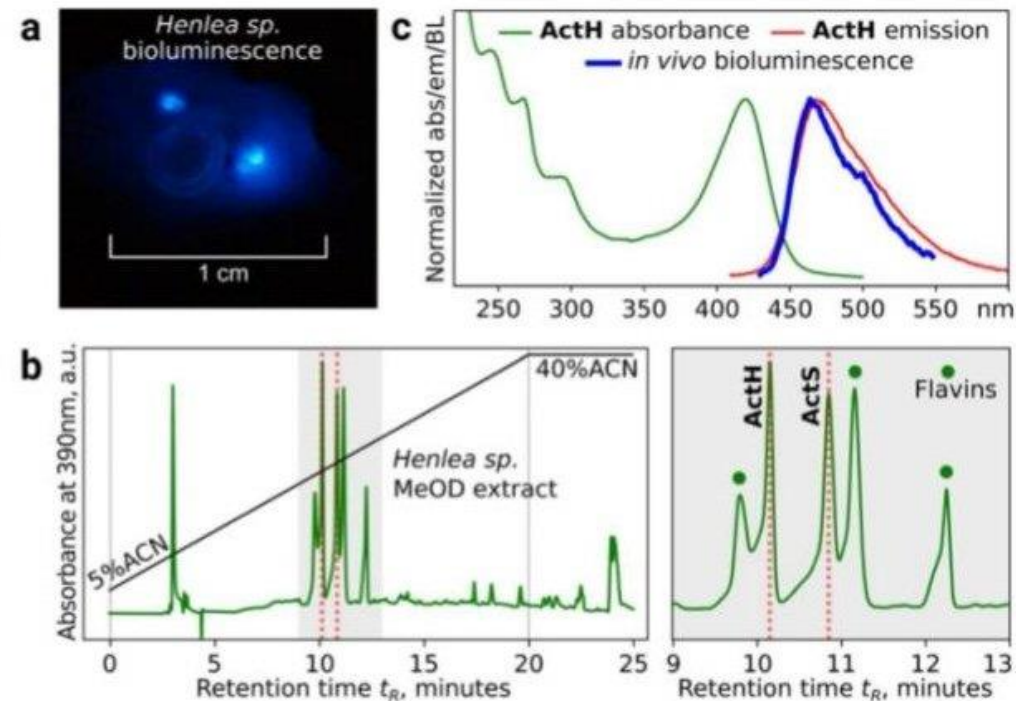 a
Henlea sp.
bioluminescence
1 cm
c
ActH absorbance
ActH emission
in vivo bioluminescence
Normalized abs/em/BL
250 300 350 400 450 500 550 nm
b
Absorbance at 390nm, a.u.
5%ACN
40%ACN
Henlea sp.
MeOD extract
0 5 10 15 20 25
Retention time tR, minutes
ActH
ActS
Flavins
9 10 11 12 13
Retention time tR, minutes